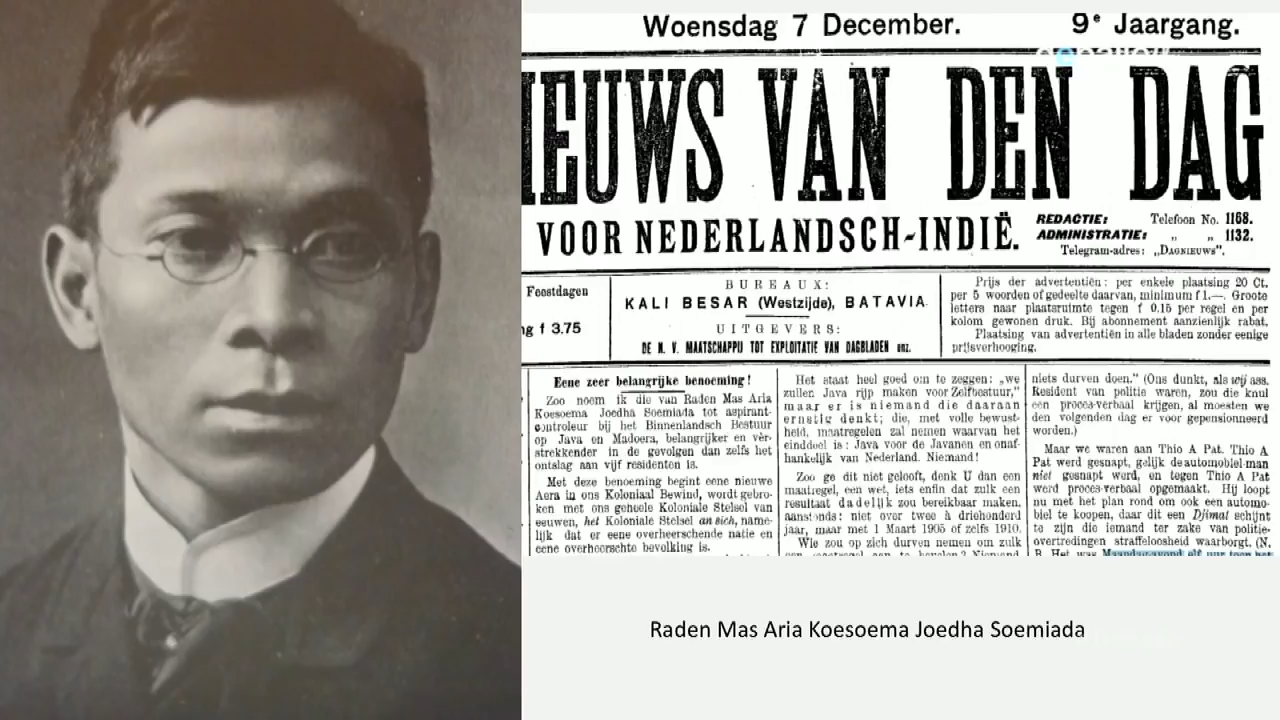 Woensdag 7 December.
9e Jaargang.
IEUWS VAN DEN DAG
VOOR NEDERLANDSCH-INDIË.
REDACTIE: Telefoon No. 1168.
ADMINISTRATIE: „ „ 1132.
Telegram-adres: „DAGNIEUWS”.
Feestdagen
ng f 3.75
BUREAUX:
KALI BESAR (Westzijde), BATAVIA.
UITGEVERS:
DE N. V. MAATSCHAPPIJ TOT EXPLOITATIE VAN DAGBLADEN enz.
Prijs der advertentiën: per enkele plaatsing 20 Ct.
per 5 woorden of gedeelte daarvan, minimum f 1.—. Groote
letters naar plaatsruimte tegen f 0.15 per regel en per
kolom gewonen druk. Bij abonnement aanzienlijk rabat.
Plaatsing van advertentiën in alle bladen zonder eenige
prijsverhooging.
Eene zeer belangrijke benoeming!
Zoo noem ik die van Raden Mas Aria
Koesoema Joedha Soemiada tot aspirant-
controleur bij het Binnenlandsch Bestuur
op Java en Madoera, belangrijker en vèr-
strekkender in de gevolgen dan zelfs het
ontslag aan vijf residenten is.
Met deze benoeming begint eene nieuwe
Aera in ons Koloniaal Bewind, wordt gebro-
ken met ons geheele Koloniale Stelsel van
eeuwen, het Koloniale Stelsel an sich, name-
lijk dat er eene overheerschende natie en
eene overheerschte bevolking is.
Het staat heel goed om te zeggen: „we
zullen Java rijp maken voor Zelfbestuur,”
maar er is niemand die daaraan
ernstig denkt; die, met volle bewust-
heid, maatregelen zal nemen waarvan het
einddoel is: Java voor de Javanen en onaf-
hankelijk van Nederland. Niemand!
Zoo ge dit niet gelooft, denk U dan een
maatregel, een wet, iets enfin dat zulk een
resultaat dadelijk zou bereikbaar maken,
aanstonds: niet over twee à driehonderd
jaar, maar met 1 Maart 1905 of zelfs 1910.
Wie zou op zich durven nemen om zulk
niets durven doen.” (Ons dunkt, als wij ass.
Resident van politie waren, zou die knul
een proces-verbaal krijgen, al moesten we
den volgenden dag er voor gepensionneerd
worden.)
Maar we waren aan Thio A Pat. Thio A
Pat werd gesnapt, gelijk de automobiel-man
niet gesnapt werd, en tegen Thio A Pat
werd proces-verbaal opgemaakt. Hij loopt
nu met het plan rond om ook een automo-
biel te koopen, daar dit een Djimat schijnt
te zijn die iemand ter zake van politie-
overtredingen straffeloosheid waarborgt. (N.
B. Het was Maandag-avond elf uur toen het
Raden Mas Aria Koesoema Joedha Soemiada